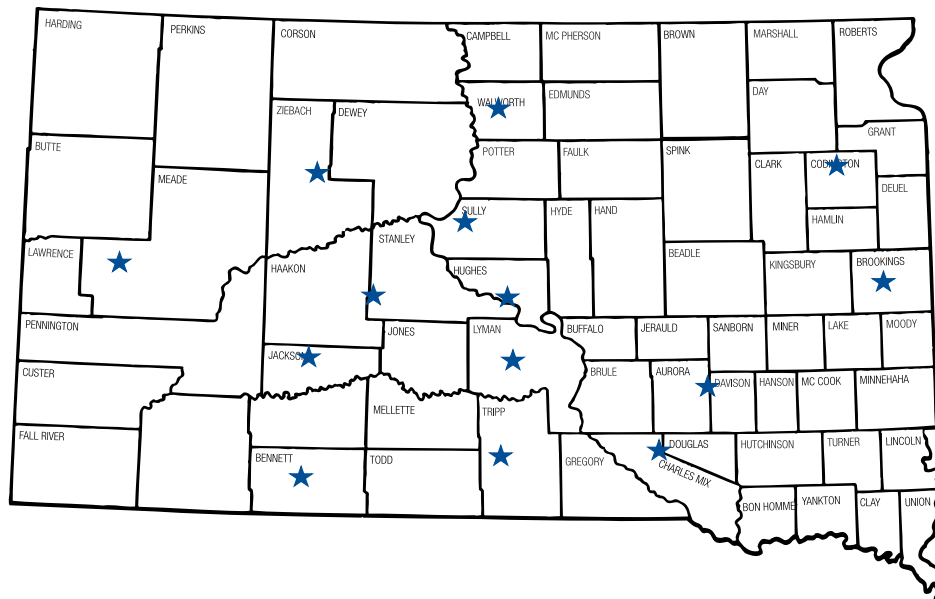 HARDING
PERKINS
CORSON
CAMPBELL
MC PHERSON
BROWN
MARSHALL
ROBERTS
ZIEBACH
DEWEY
WALWORTH
EDMUNDS
DAY
GRANT
BUTTE
MEADE
POTTER
FAULK
SPINK
CLARK
CODINGTON
DEUEL
SULLY
HYDE
HAND
HAMLIN
LAWRENCE
STANLEY
HAAKON
HUGHES
BEADLE
KINGSBURY
BROOKINGS
PENNINGTON
JONES
LYMAN
BUFFALO
JERAULD
SANBORN
MINER
LAKE
MOODY
JACKSON
CUSTER
BRULE
AURORA
DAVISON
HANSON
MC COOK
MINNEHAHA
MELLETTE
TRIPP
FALL RIVER
BENNETT
TODD
GREGORY
DOUGLAS
CHARLES MIX
HUTCHINSON
TURNER
LINCOLN
BON HOMME
YANKTON
CLAY
UNION